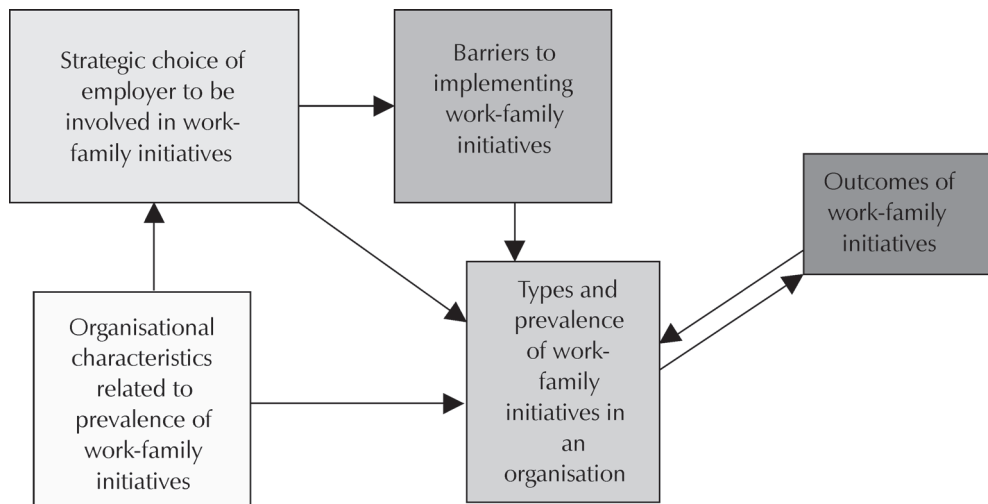 Strategic choice of
employer to be
involved in work-
family initiatives
Barriers to
implementing
work-family
initiatives
Outcomes of
work-family
initiatives
Organisational
characteristics
related to
prevalence of
work-family
initiatives
Types and
prevalence
of work-
family
initiatives in
an
organisation